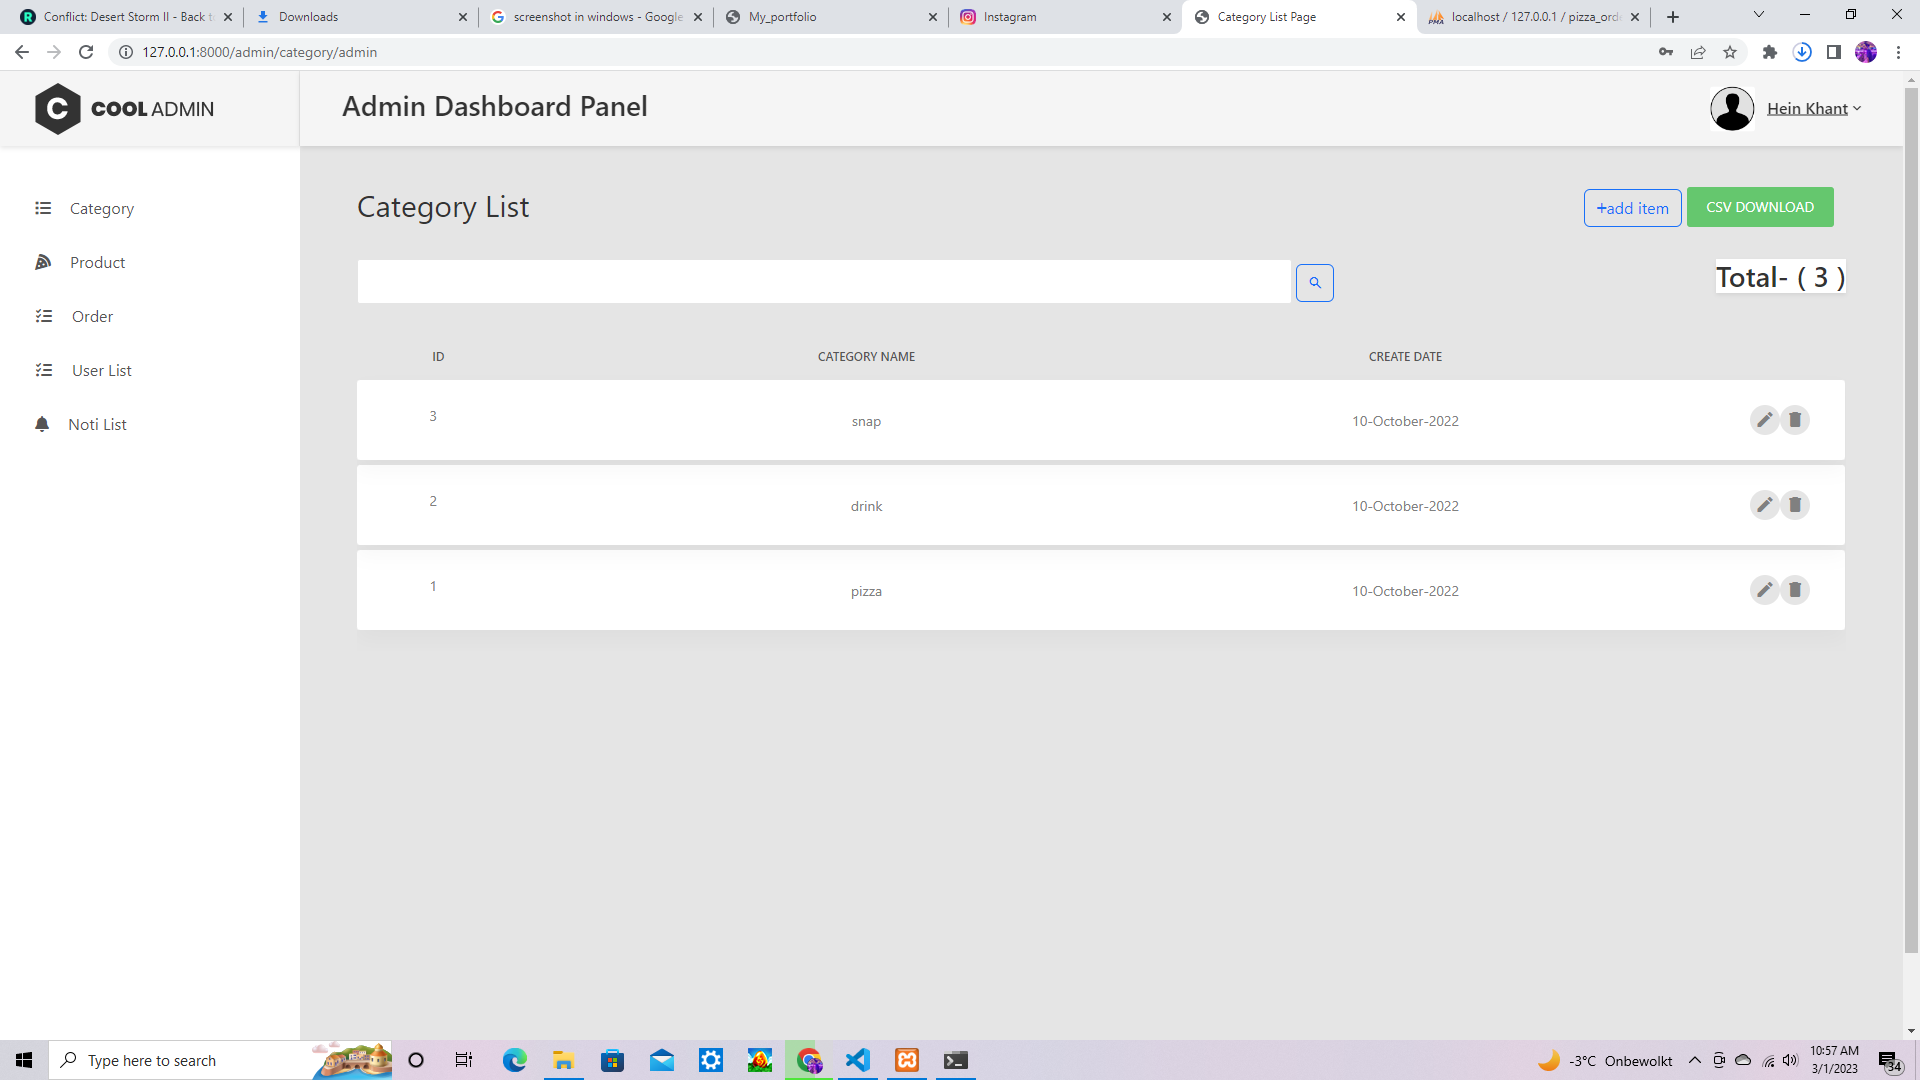 Conflict: Desert Storm II - Back t
Downloads
screenshot in windows - Google
My_portfolio
Instagram
Category List Page
localhost / 127.0.0.1 / pizza_ord
127.0.0.1:8000/admin/category/admin
COOL ADMIN
Admin Dashboard Panel
Hein Khant
Category
Product
Order
User List
Noti List
Category List
+add item
CSV DOWNLOAD
Total- ( 3 )
ID CATEGORY NAME CREATE DATE
3 snap 10-October-2022
2 drink 10-October-2022
1 pizza 10-October-2022
Type here to search
-3°C Onbewolkt
10:57 AM
3/1/2023
34